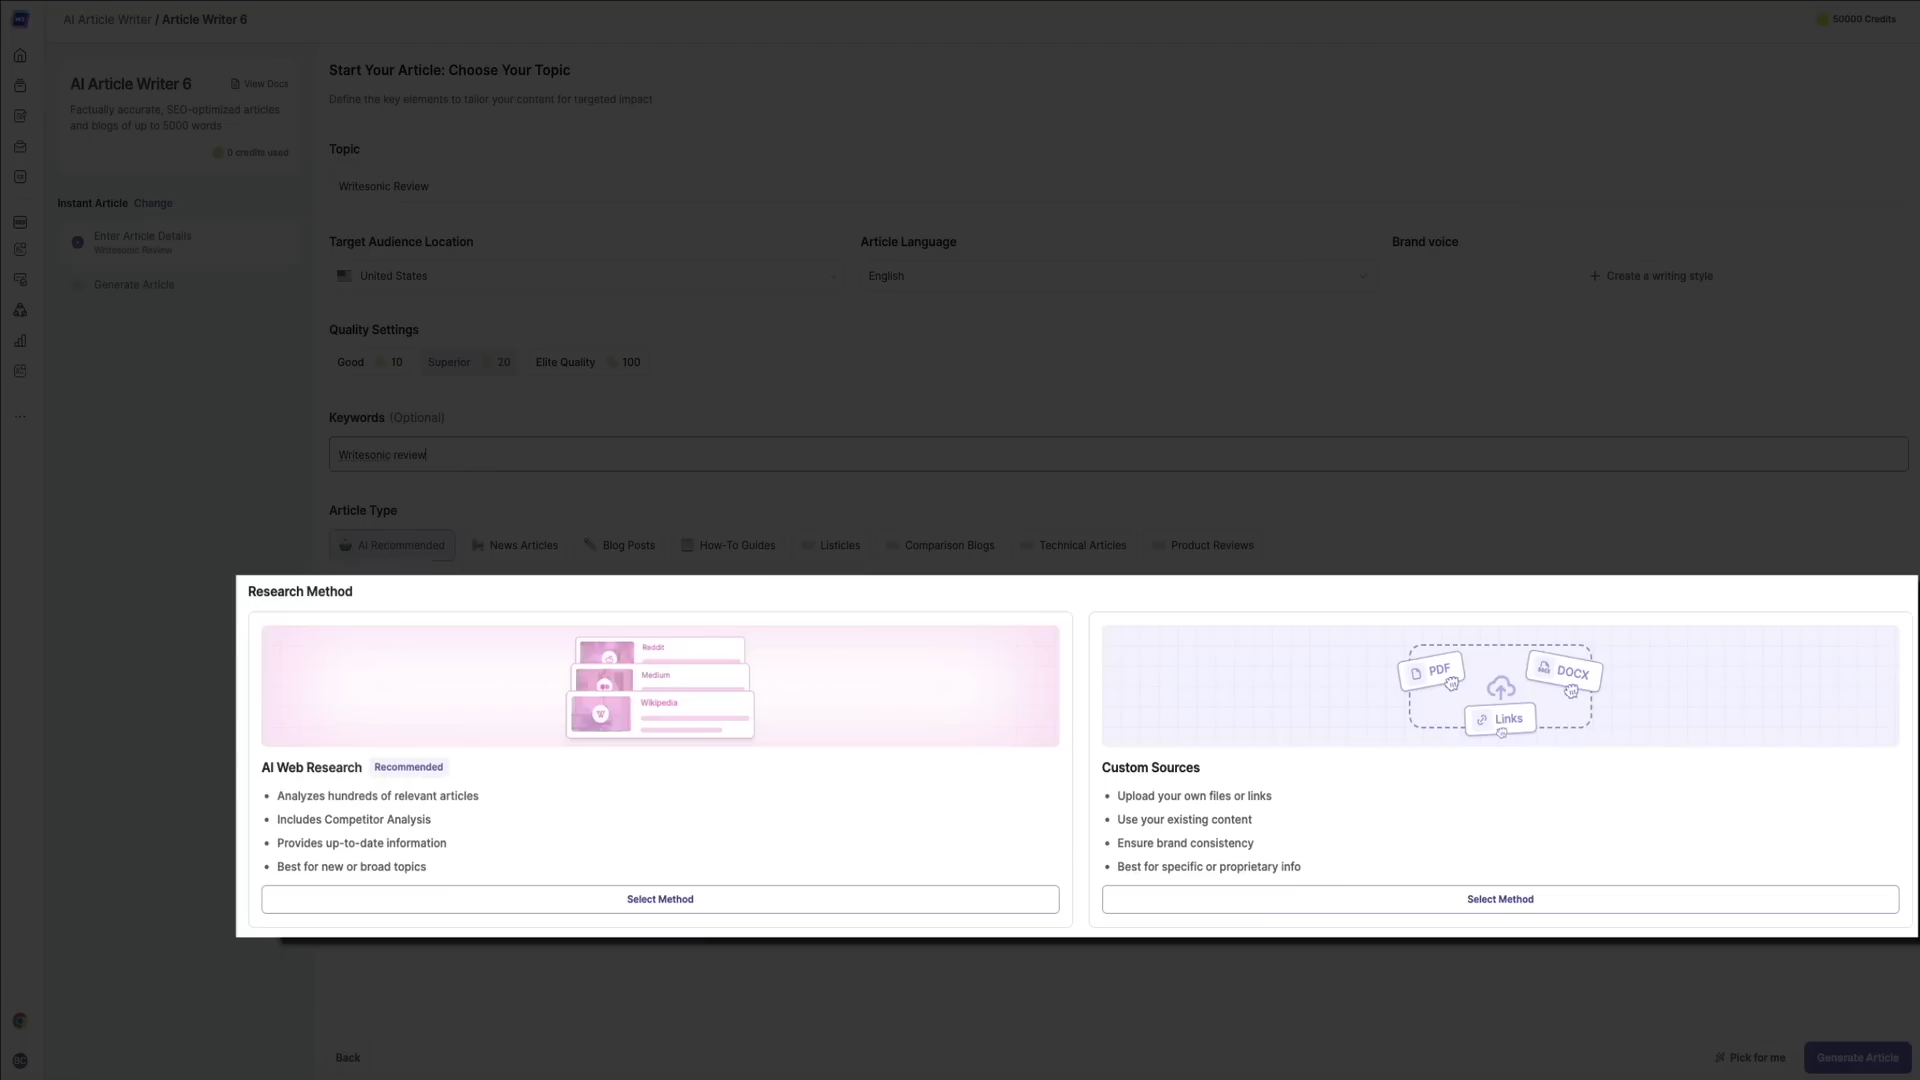 AI Article Writer / Article Writer 6
50000 Credits
AI Article Writer 6
View Docs
Factually accurate, SEO-optimized articles
and blogs of up to 5000 words
0 credits used
Instant Article Change
Enter Article Details
Writesonic Review
Generate Article
Start Your Article: Choose Your Topic
Define the key elements to tailor your content for targeted impact
Topic
Writesonic Review
Target Audience Location
Article Language
Brand voice
United States
English
Create a writing style
Quality Settings
Good 10 Superior 20 Elite Quality 100
Keywords (Optional)
Writesonic review
Article Type
AI Recommended News Articles Blog Posts How-To Guides Listicles Comparison Blogs Technical Articles Product Reviews
Research Method
Reddit
Medium
Wikipedia
AI Web Research Recommended
• Analyzes hundreds of relevant articles
• Includes Competitor Analysis
• Provides up-to-date information
• Best for new or broad topics
Select Method
PDF
DOCX
Links
Custom Sources
• Upload your own files or links
• Use your existing content
• Ensure brand consistency
• Best for specific or proprietary info
Select Method
Back
Pick for me
Generate Article